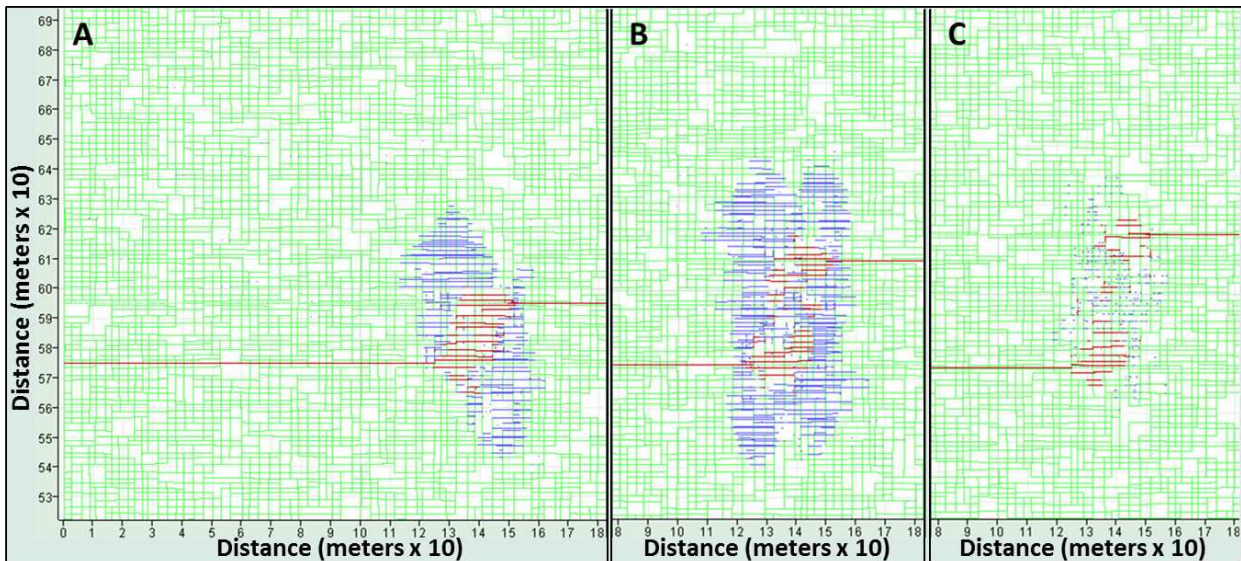 A
B
C
Distance (meters x 10)
69
68
67
66
65
64
63
62
61
60
59
58
57
56
55
54
53
0 1 2 3 4 5 6 7 8 9 10 11 12 13 14 15 16 17 18
8 9 10 11 12 13 14 15 16 17 18
8 9 10 11 12 13 14 15 16 17 18
Distance (meters x 10)
Distance (meters x 10)
Distance (meters x 10)